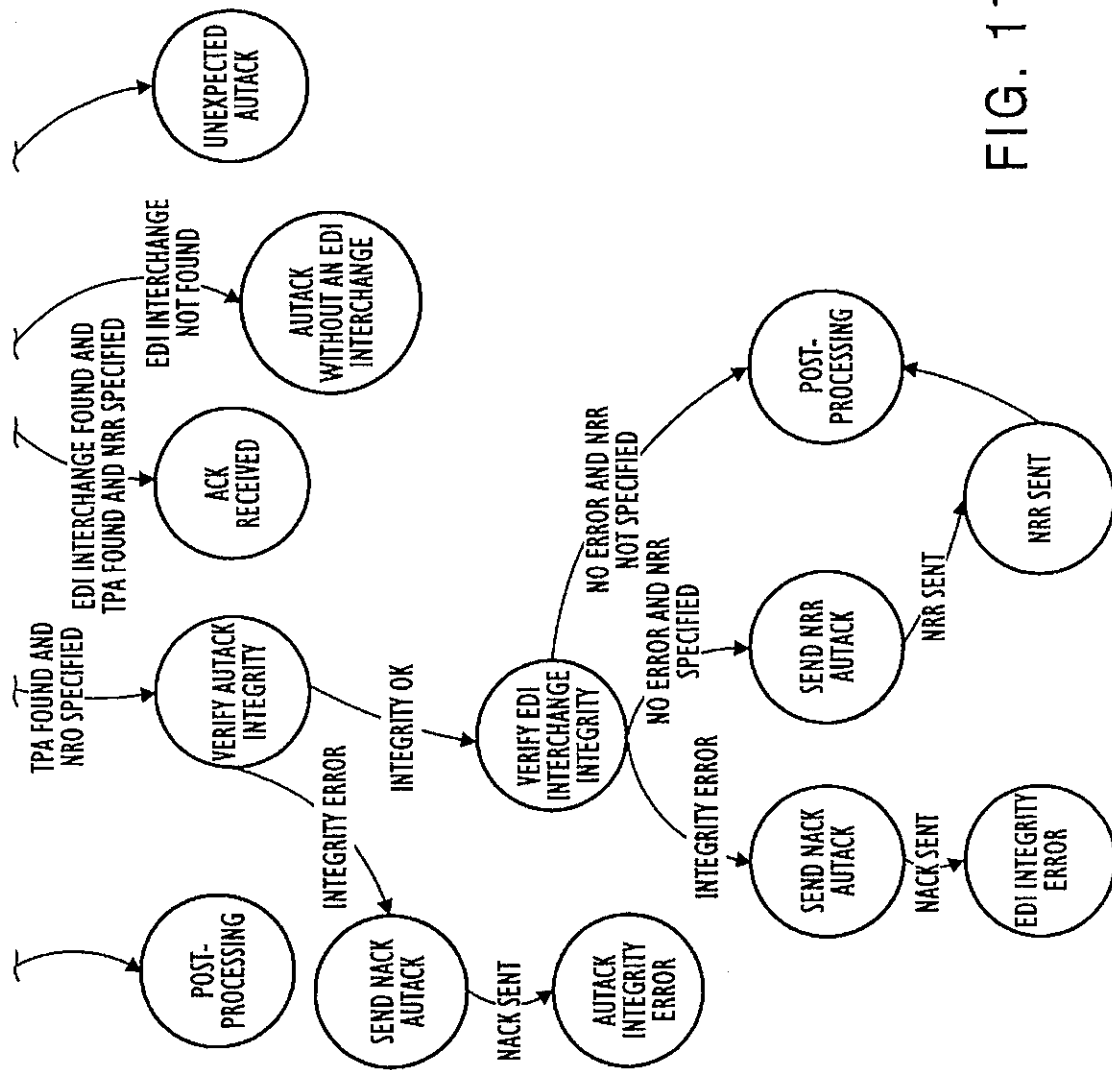 UNEXPECTED
AUTACK
EDI INTERCHANGE
NOT FOUND
AUTACK
WITHOUT AN EDI
INTERCHANGE
EDI INTERCHANGE FOUND AND
TPA FOUND AND NRR SPECIFIED
ACK
RECEIVED
TPA FOUND AND
NRO SPECIFIED
VERIFY AUTACK
INTEGRITY
POST-
PROCESSING
INTEGRITY ERROR
SEND NACK
AUTACK
NACK SENT
AUTACK
INTEGRITY
ERROR
INTEGRITY OK
VERIFY EDI
INTERCHANGE
INTEGRITY
NO ERROR AND NRR
NOT SPECIFIED
POST-
PROCESSING
NO ERROR AND NRR
SPECIFIED
SEND NRR
AUTACK
NRR SENT
NRR SENT
INTEGRITY ERROR
SEND NACK
AUTACK
NACK SENT
EDI INTEGRITY
ERROR
FIG. 1